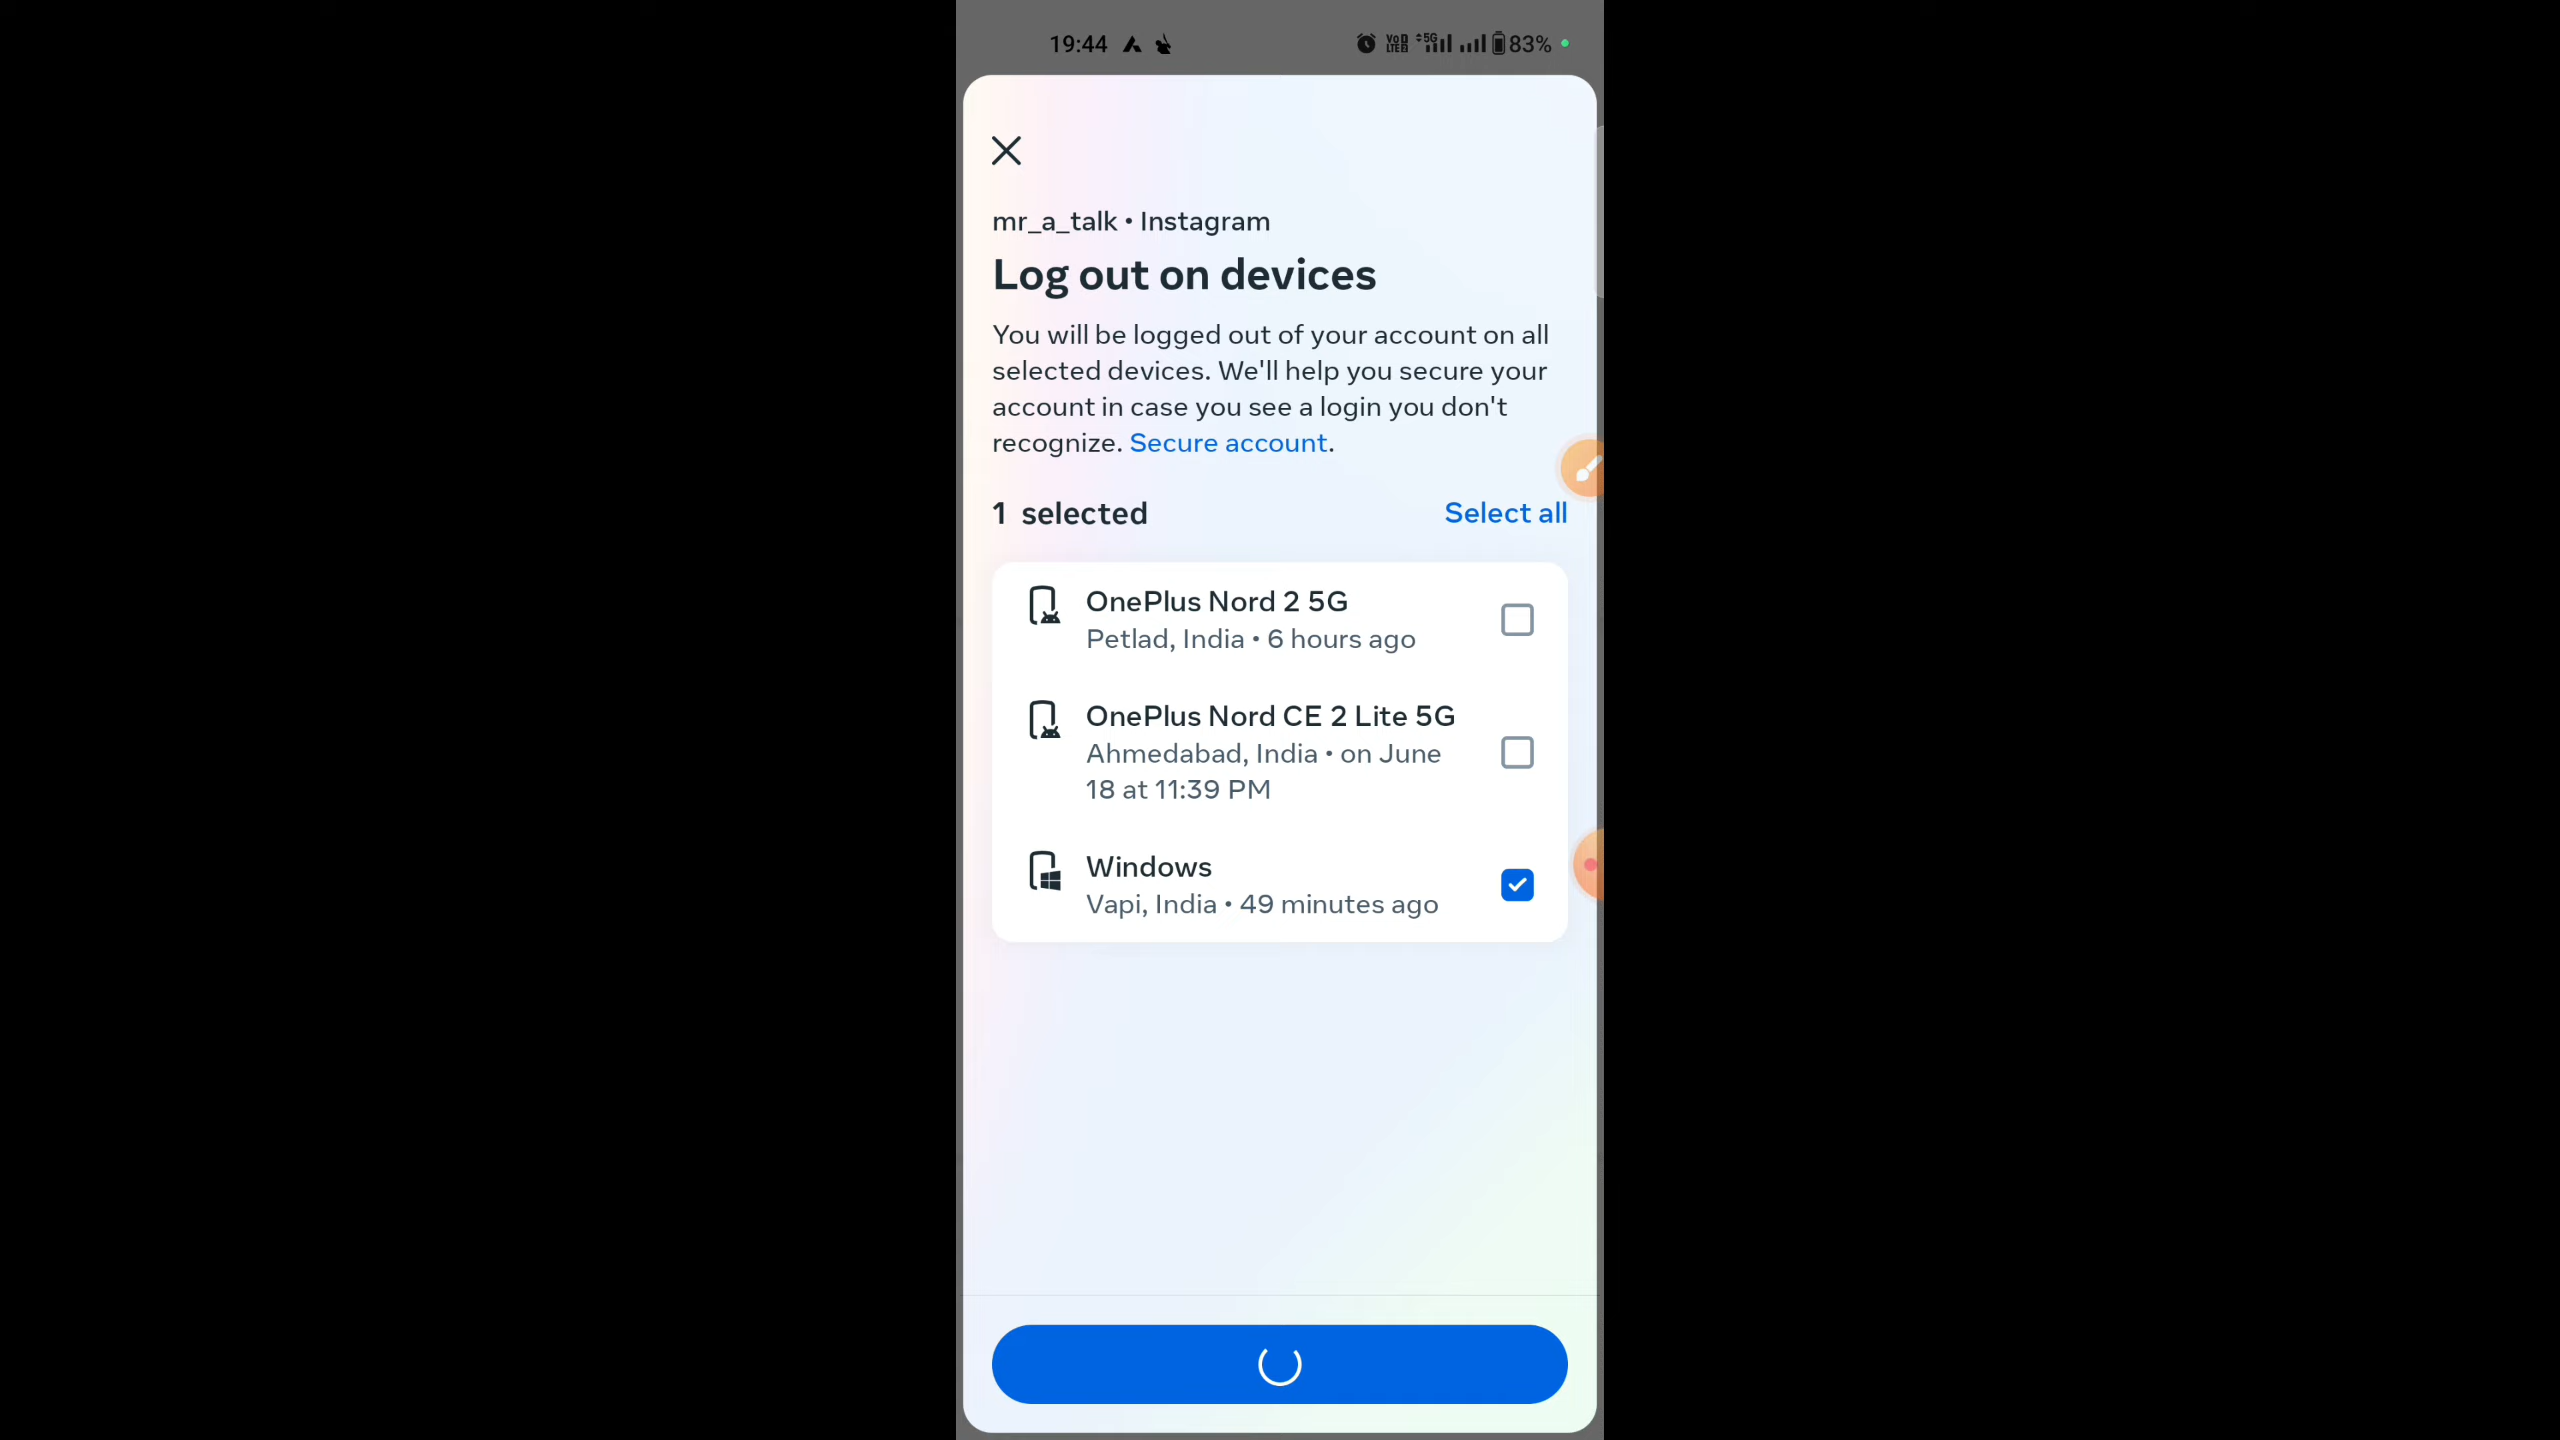 19:44 VoD LTED 5G 83%
mr_a_talk • Instagram
Log out on devices
You will be logged out of your account on all
selected devices. We'll help you secure your
account in case you see a login you don't
recognize. Secure account.
1 selected Select all
OnePlus Nord 2 5G
Petlad, India • 6 hours ago
OnePlus Nord CE 2 Lite 5G
Ahmedabad, India • on June
18 at 11:39 PM
Windows
Vapi, India • 49 minutes ago